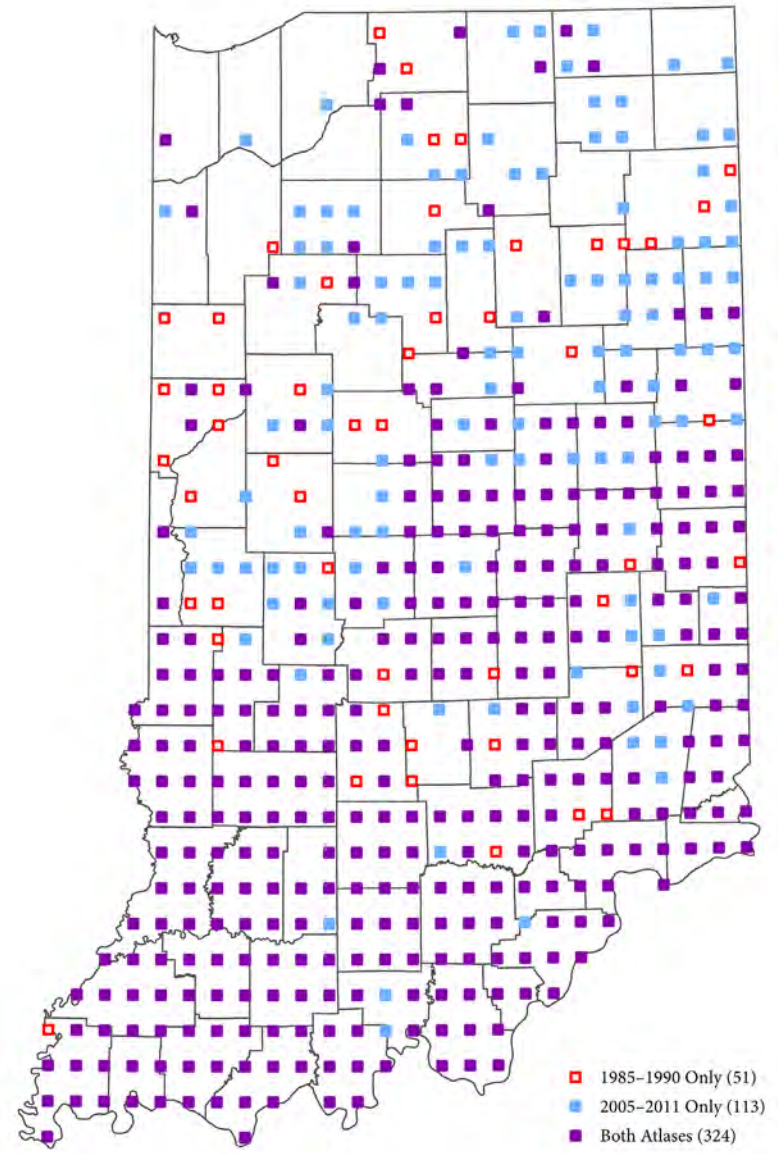 1985–1990 Only (51)
2005–2011 Only (113)
Both Atlases (324)